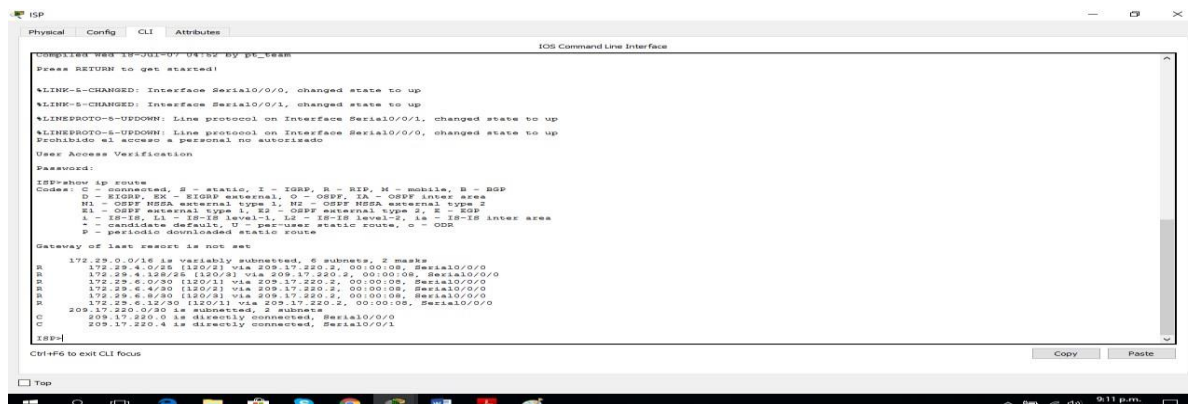 ISP
Physical Config CLI Attributes
IOS Command Line Interface
Compiled Wed 18-Jul-07 04:52 by pt_team
Press RETURN to get started!
%LINK-5-CHANGED: Interface Serial0/0/0, changed state to up
%LINK-5-CHANGED: Interface Serial0/0/1, changed state to up
%LINEPROTO-5-UPDOWN: Line protocol on Interface Serial0/0/1, changed state to up
%LINEPROTO-5-UPDOWN: Line protocol on Interface Serial0/0/0, changed state to up
Prohibido el acceso a personal no autorizado
User Access Verification
Password:
ISP>show ip route
Codes: C - connected, S - static, I - IGRP, R - RIP, M - mobile, B - BGP
D - EIGRP, EX - EIGRP external, O - OSPF, IA - OSPF inter area
N1 - OSPF NSSA external type 1, N2 - OSPF NSSA external type 2
E1 - OSPF external type 1, E2 - OSPF external type 2, E - EGP
i - IS-IS, L1 - IS-IS level-1, L2 - IS-IS level-2, ia - IS-IS inter area
* - candidate default, U - per-user static route, o - ODR
P - periodic downloaded static route
Gateway of last resort is not set
172.29.0.0/16 is variably subnetted, 6 subnets, 2 masks
R 172.29.4.0/25 [120/2] via 209.17.220.2, 00:00:08, Serial0/0/0
R 172.29.4.128/25 [120/3] via 209.17.220.2, 00:00:08, Serial0/0/0
R 172.29.6.0/30 [120/1] via 209.17.220.2, 00:00:08, Serial0/0/0
R 172.29.6.4/30 [120/2] via 209.17.220.2, 00:00:08, Serial0/0/0
R 172.29.6.8/30 [120/3] via 209.17.220.2, 00:00:08, Serial0/0/0
R 172.29.6.12/30 [120/1] via 209.17.220.2, 00:00:08, Serial0/0/0
209.17.220.0/30 is subnetted, 2 subnets
C 209.17.220.0 is directly connected, Serial0/0/0
C 209.17.220.4 is directly connected, Serial0/0/1
ISP>
Ctrl+F6 to exit CLI focus
Copy Paste
Top
9:11 p.m.